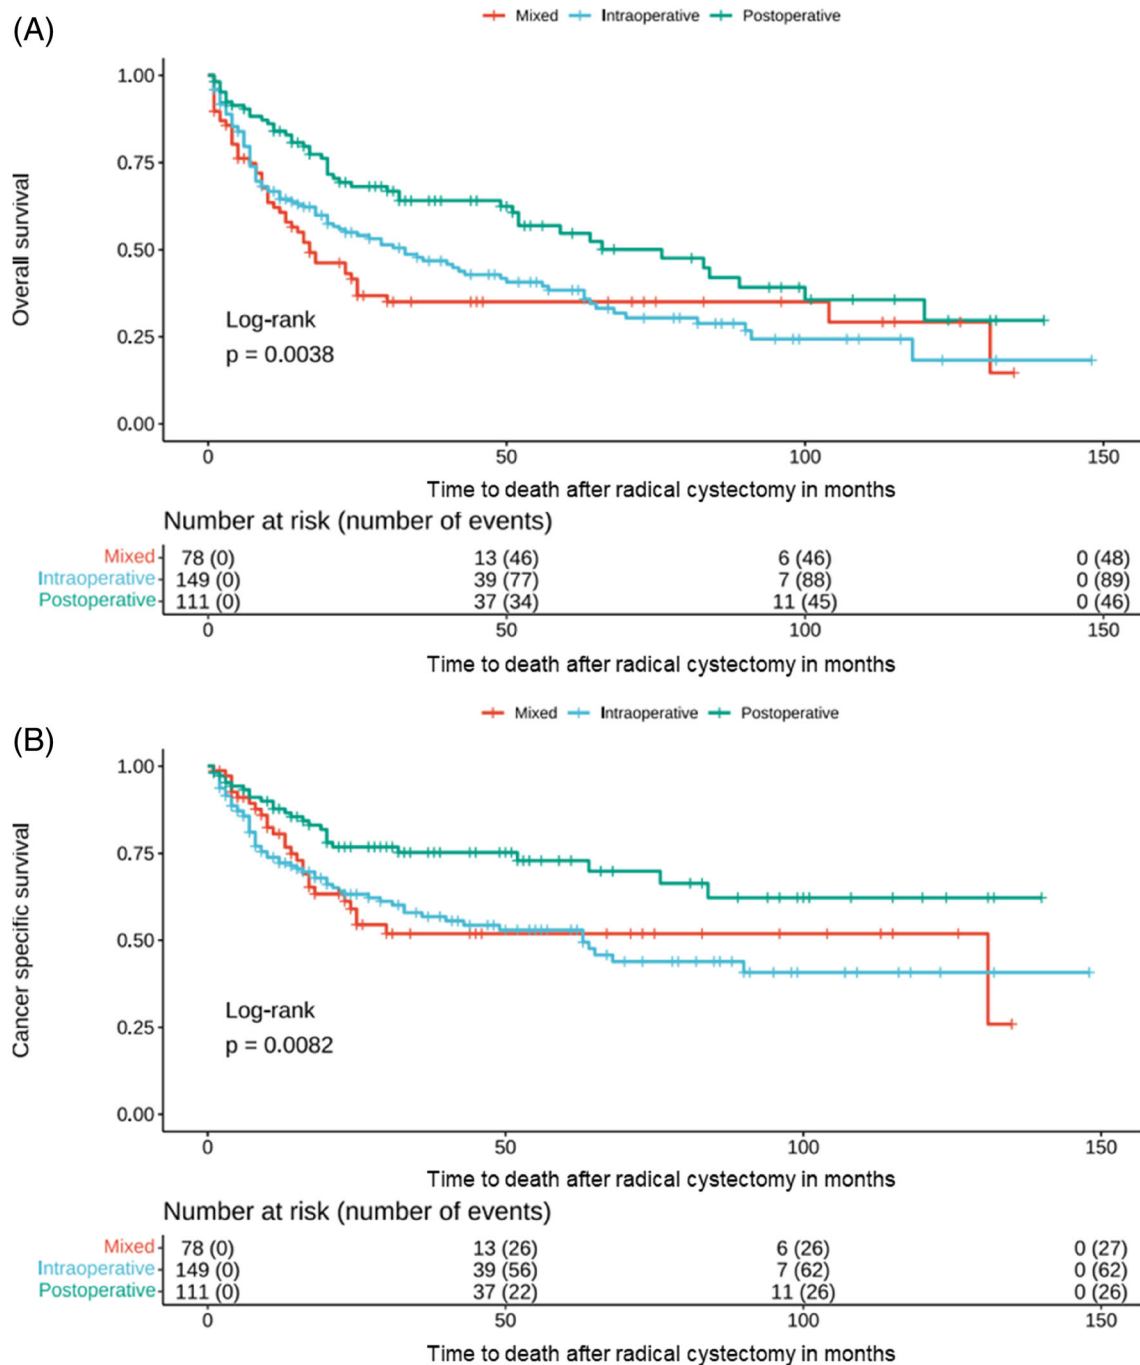 (A)
Mixed Intraoperative Postoperative
1.00
0.75
0.50
0.25
0.00
Overall survival
Log-rank
p = 0.0038
0 50 100 150
Time to death after radical cystectomy in months
Number at risk (number of events)
Mixed 78 (0) 13 (46) 6 (46) 0 (48)
Intraoperative 149 (0) 39 (77) 7 (88) 0 (89)
Postoperative 111 (0) 37 (34) 11 (45) 0 (46)
0 50 100 150
Time to death after radical cystectomy in months
(B)
Mixed Intraoperative Postoperative
1.00
0.75
0.50
0.25
0.00
Cancer specific survival
Log-rank
p = 0.0082
0 50 100 150
Time to death after radical cystectomy in months
Number at risk (number of events)
Mixed 78 (0) 13 (26) 6 (26) 0 (27)
Intraoperative 149 (0) 39 (56) 7 (62) 0 (62)
Postoperative 111 (0) 37 (22) 11 (26) 0 (26)
0 50 100 150
Time to death after radical cystectomy in months